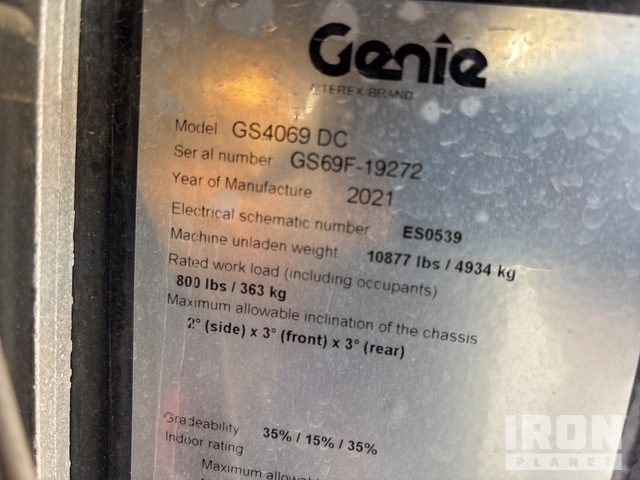 Genie
A TEREX BRAND
Model GS4069 DC
Serial number GS69F-19272
Year of Manufacture 2021
Electrical schematic number ES0539
Machine unladen weight 10877 lbs / 4934 kg
Rated work load (including occupants)
800 lbs / 363 kg
Maximum allowable inclination of the chassis
2° (side) x 3° (front) x 3° (rear)
Gradeability 35% / 15% / 35%
Indoor rating
Maximum
IRON
PLANET